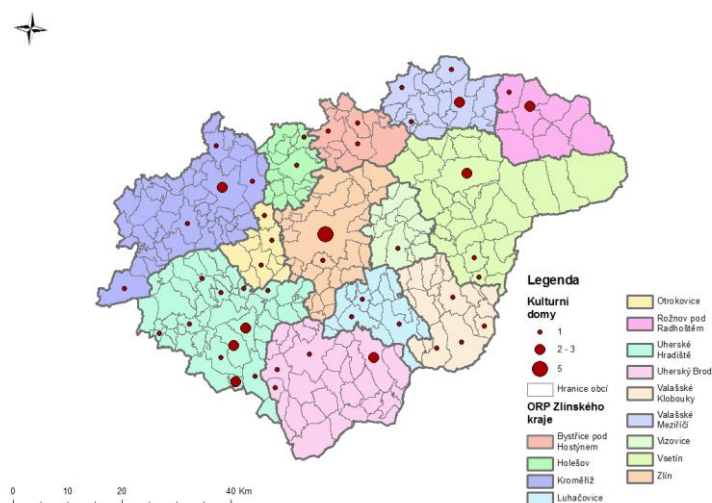 Legenda
Kulturní
domy
1
2 - 3
5
Hranice obcí
ORP Zlínského
kraje
Bystřice pod
Hostýnem
Holešov
Kroměříž
Luhačovice
Otrokovice
Rožnov pod
Radhoštěm
Uherské
Hradiště
Uherský Brod
Valašské
Klobouky
Valašské
Meziříčí
Vizovice
Vsetín
Zlín
0 10 20 40 Km